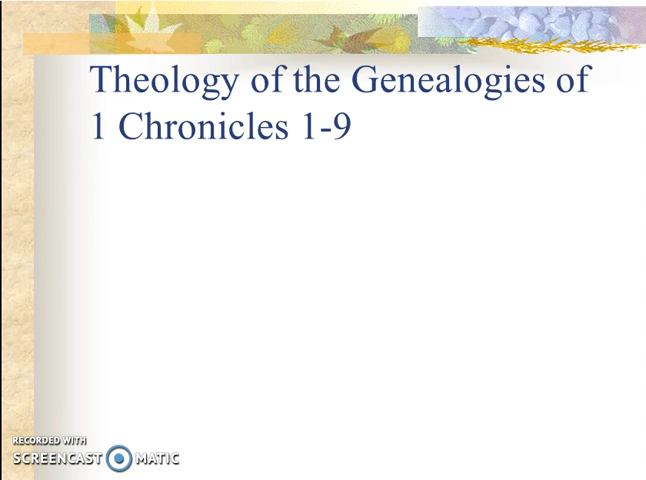 Theology of the Genealogies of
1 Chronicles 1-9
RECORDED WITH
SCREENCAST MATIC